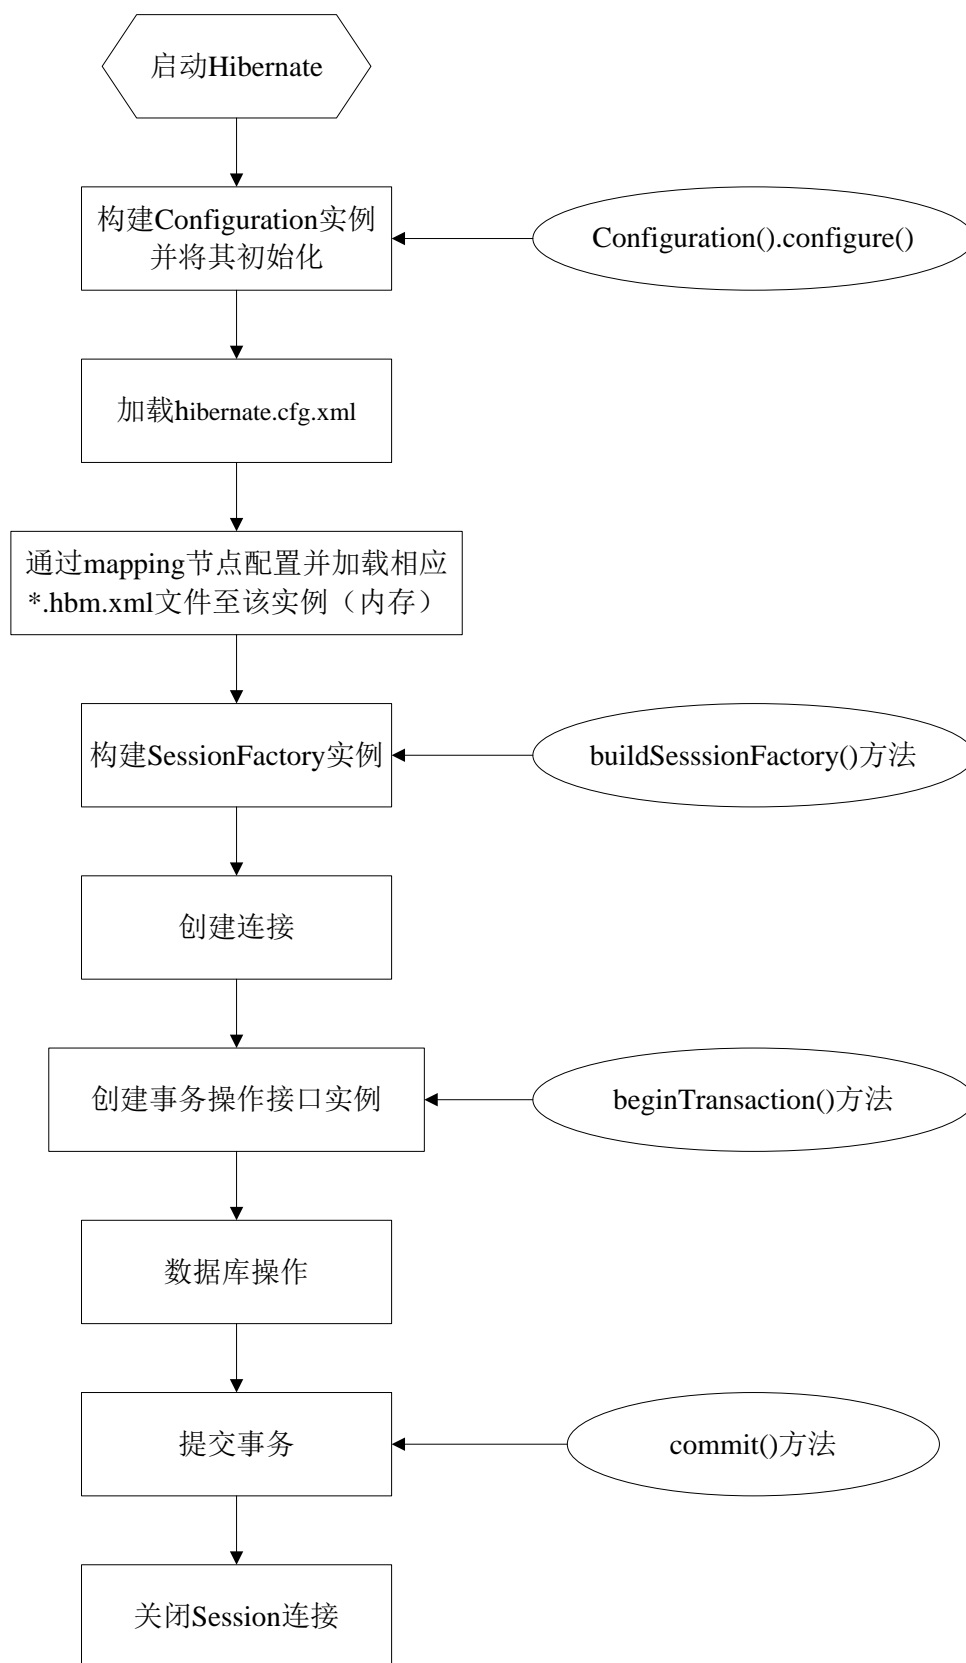 启动Hibernate
构建Configuration实例
并将其初始化
Configuration().configure()
加载hibernate.cfg.xml
通过mapping节点配置并加载相应
*.hbm.xml文件至该实例（内存）
构建SessionFactory实例
buildSesssionFactory()方法
创建连接
创建事务操作接口实例
beginTransaction()方法
数据库操作
提交事务
commit()方法
关闭Session连接